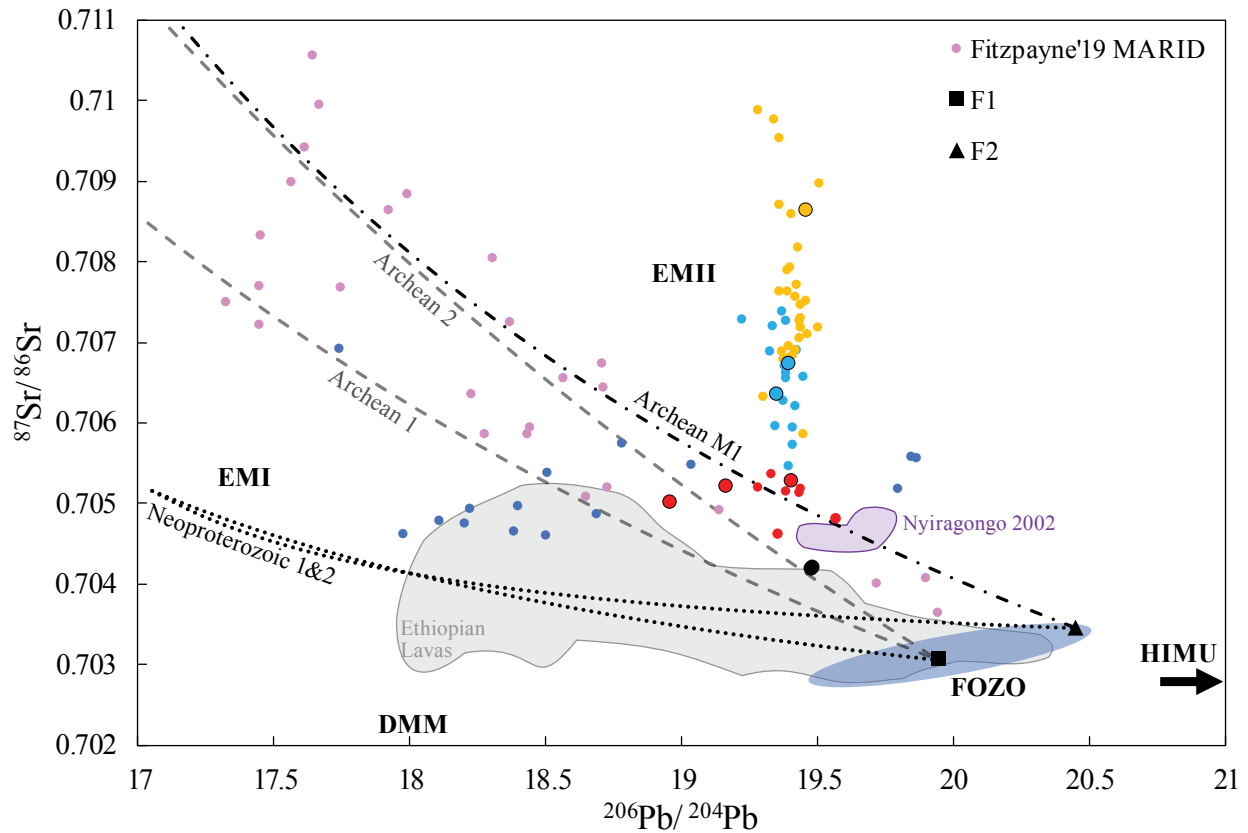 0.711
0.71
0.709
0.708
0.707
0.706
0.705
0.704
0.703
0.702
⁸⁷Sr/⁸⁶Sr
17
17.5
18
18.5
19
19.5
20
20.5
21
²⁰⁶Pb/²⁰⁴Pb
Fitzpayne'19 MARID
F1
F2
EMII
Archean 2
Archean 1
Archean M1
EMI
Neoproterozoic 1&2
Nyiragongo 2002
Ethiopian
Lavas
HIMU
FOZO
DMM